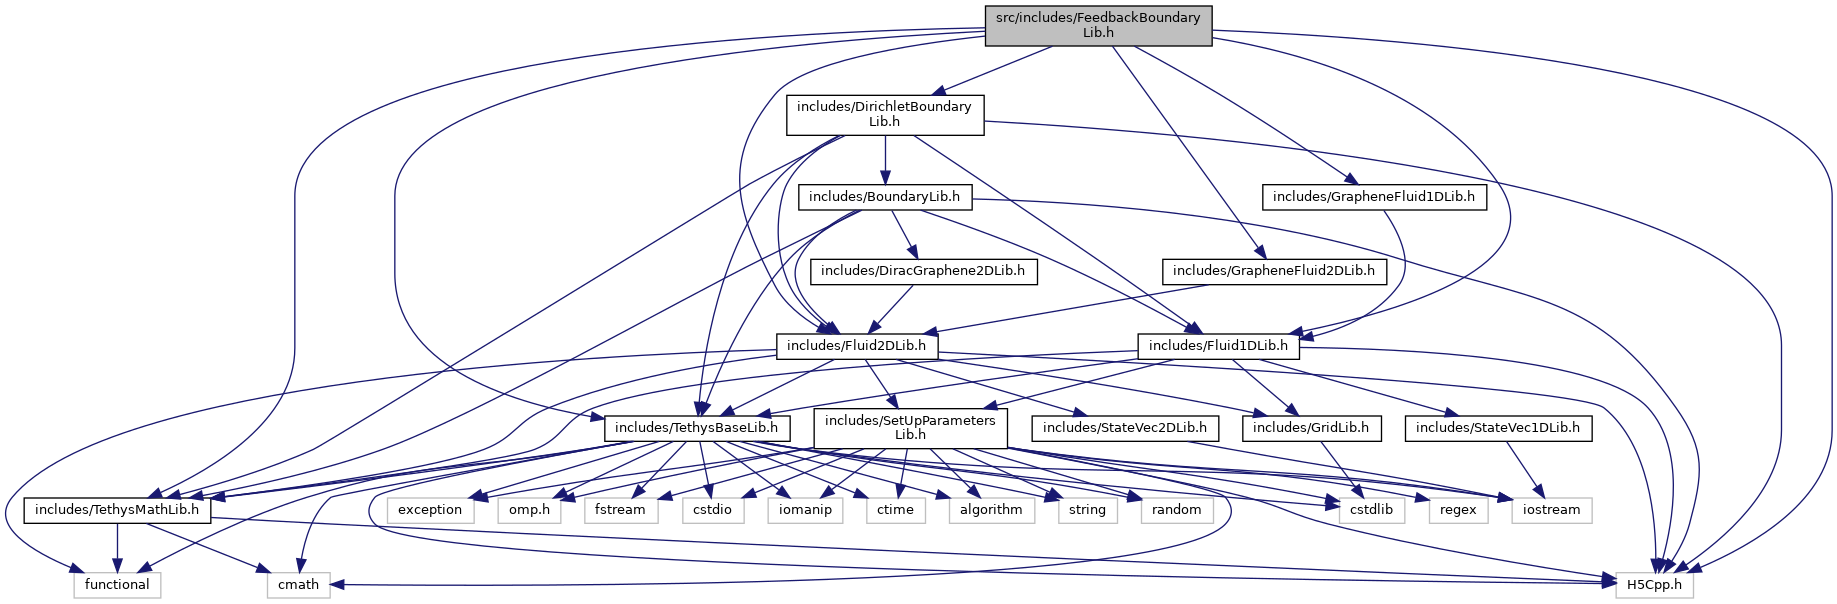 src/includes/FeedbackBoundary
Lib.h
includes/DirichletBoundary
Lib.h
includes/BoundaryLib.h
includes/GrapheneFluid1DLib.h
includes/DiracGraphene2DLib.h
includes/GrapheneFluid2DLib.h
includes/Fluid2DLib.h
includes/Fluid1DLib.h
includes/TethysBaseLib.h
includes/SetUpParameters
Lib.h
includes/StateVec2DLib.h
includes/GridLib.h
includes/StateVec1DLib.h
includes/TethysMathLib.h
exception
omp.h
fstream
cstdio
iomanip
ctime
algorithm
string
random
cstdlib
regex
iostream
functional
cmath
H5Cpp.h